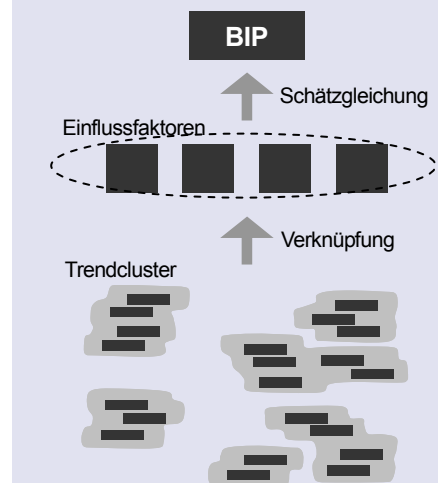 BIP
Schätzgleichung
Einflussfaktoren
Verknüpfung
Trendcluster